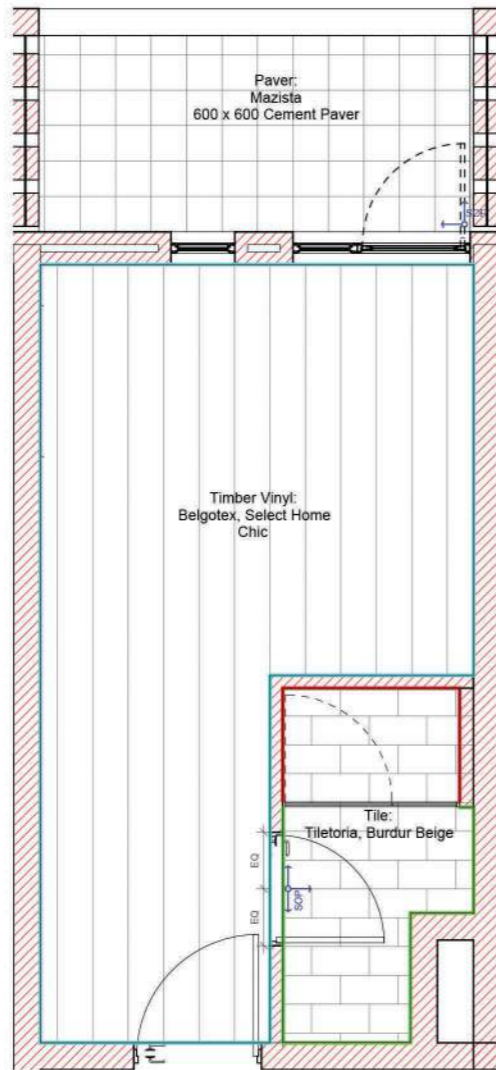 Paver:
Mazista
600 x 600 Cement Paver
Timber Vinyl:
Belgotex, Select Home
Chic
Tile:
Tiletoria, Burdur Beige
EQ
EQ
SOP